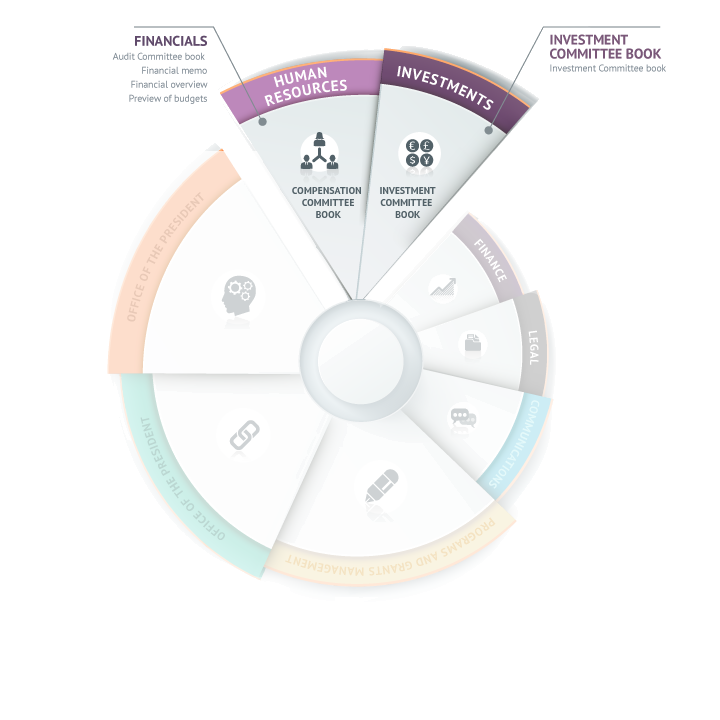 FINANCIALS
Audit Committee book
Financial memo
Financial overview
Preview of budgets
INVESTMENT
COMMITTEE BOOK
Investment Committee book
HUMAN
RESOURCES
INVESTMENTS
COMPENSATION
COMMITTEE
BOOK
INVESTMENT
COMMITTEE
BOOK
€ £
$ ¥
OFFICE OF THE PRESIDENT
FINANCE
LEGAL
COMMUNICATIONS
OFFICE OF THE PRESIDENT
PROGRAMS AND GRANTS MANAGEMENT